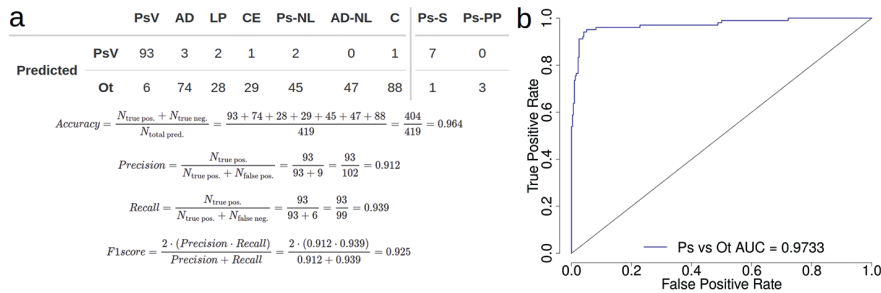 a
PsV AD LP CE Ps-NL AD-NL C Ps-S Ps-PP
Predicted
PsV 93 3 2 1 2 0 1 7 0
Ot 6 74 28 29 45 47 88 1 3
Accuracy = (N_true pos. + N_true neg.) / N_total pred. = (93 + 74 + 28 + 29 + 45 + 47 + 88) / 419 = 404 / 419 = 0.964
Precision = N_true pos. / (N_true pos. + N_false pos.) = 93 / (93 + 9) = 93 / 102 = 0.912
Recall = N_true pos. / (N_true pos. + N_false neg.) = 93 / (93 + 6) = 93 / 99 = 0.939
F1score = 2 · (Precision · Recall) / (Precision + Recall) = 2 · (0.912 · 0.939) / (0.912 + 0.939) = 0.925
b
True Positive Rate
1.0
0.8
0.6
0.4
0.2
0.0
Ps vs Ot AUC = 0.9733
0.0 0.2 0.4 0.6 0.8 1.0
False Positive Rate